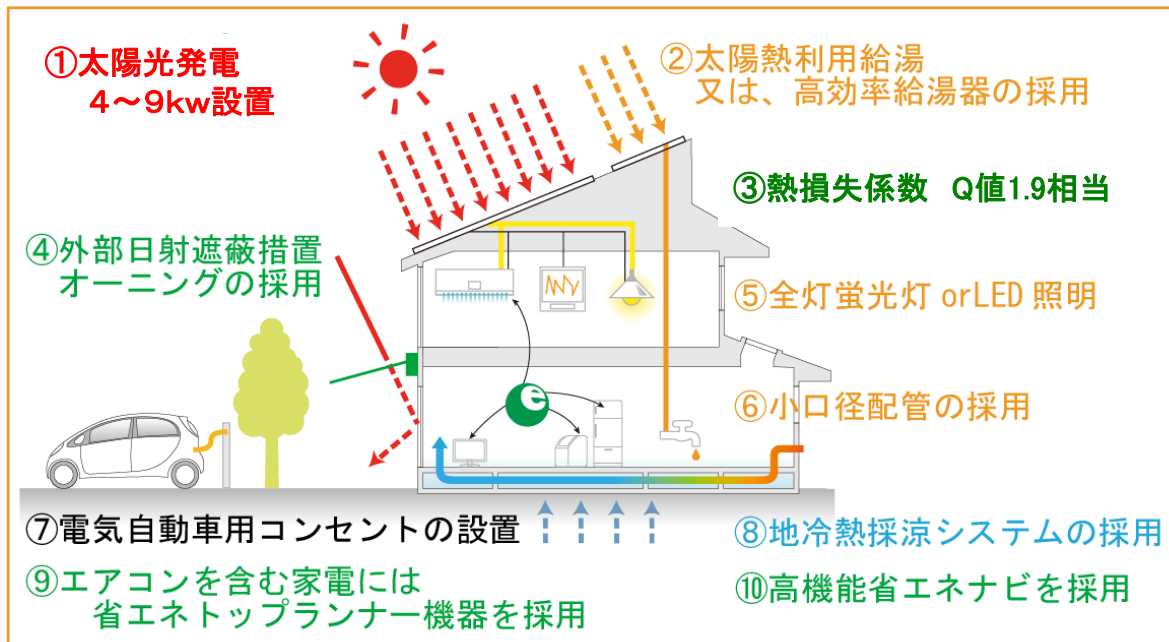 ①太陽光発電
4～9kw設置
②太陽熱利用給湯
又は、高効率給湯器の採用
③熱損失係数　Q値1.9相当
④外部日射遮蔽措置
オーニングの採用
⑤全灯蛍光灯 orLED 照明
e
⑥小口径配管の採用
⑦電気自動車用コンセントの設置
⑧地冷熱採涼システムの採用
⑨エアコンを含む家電には
省エネトップランナー機器を採用
⑩高機能省エネナビを採用